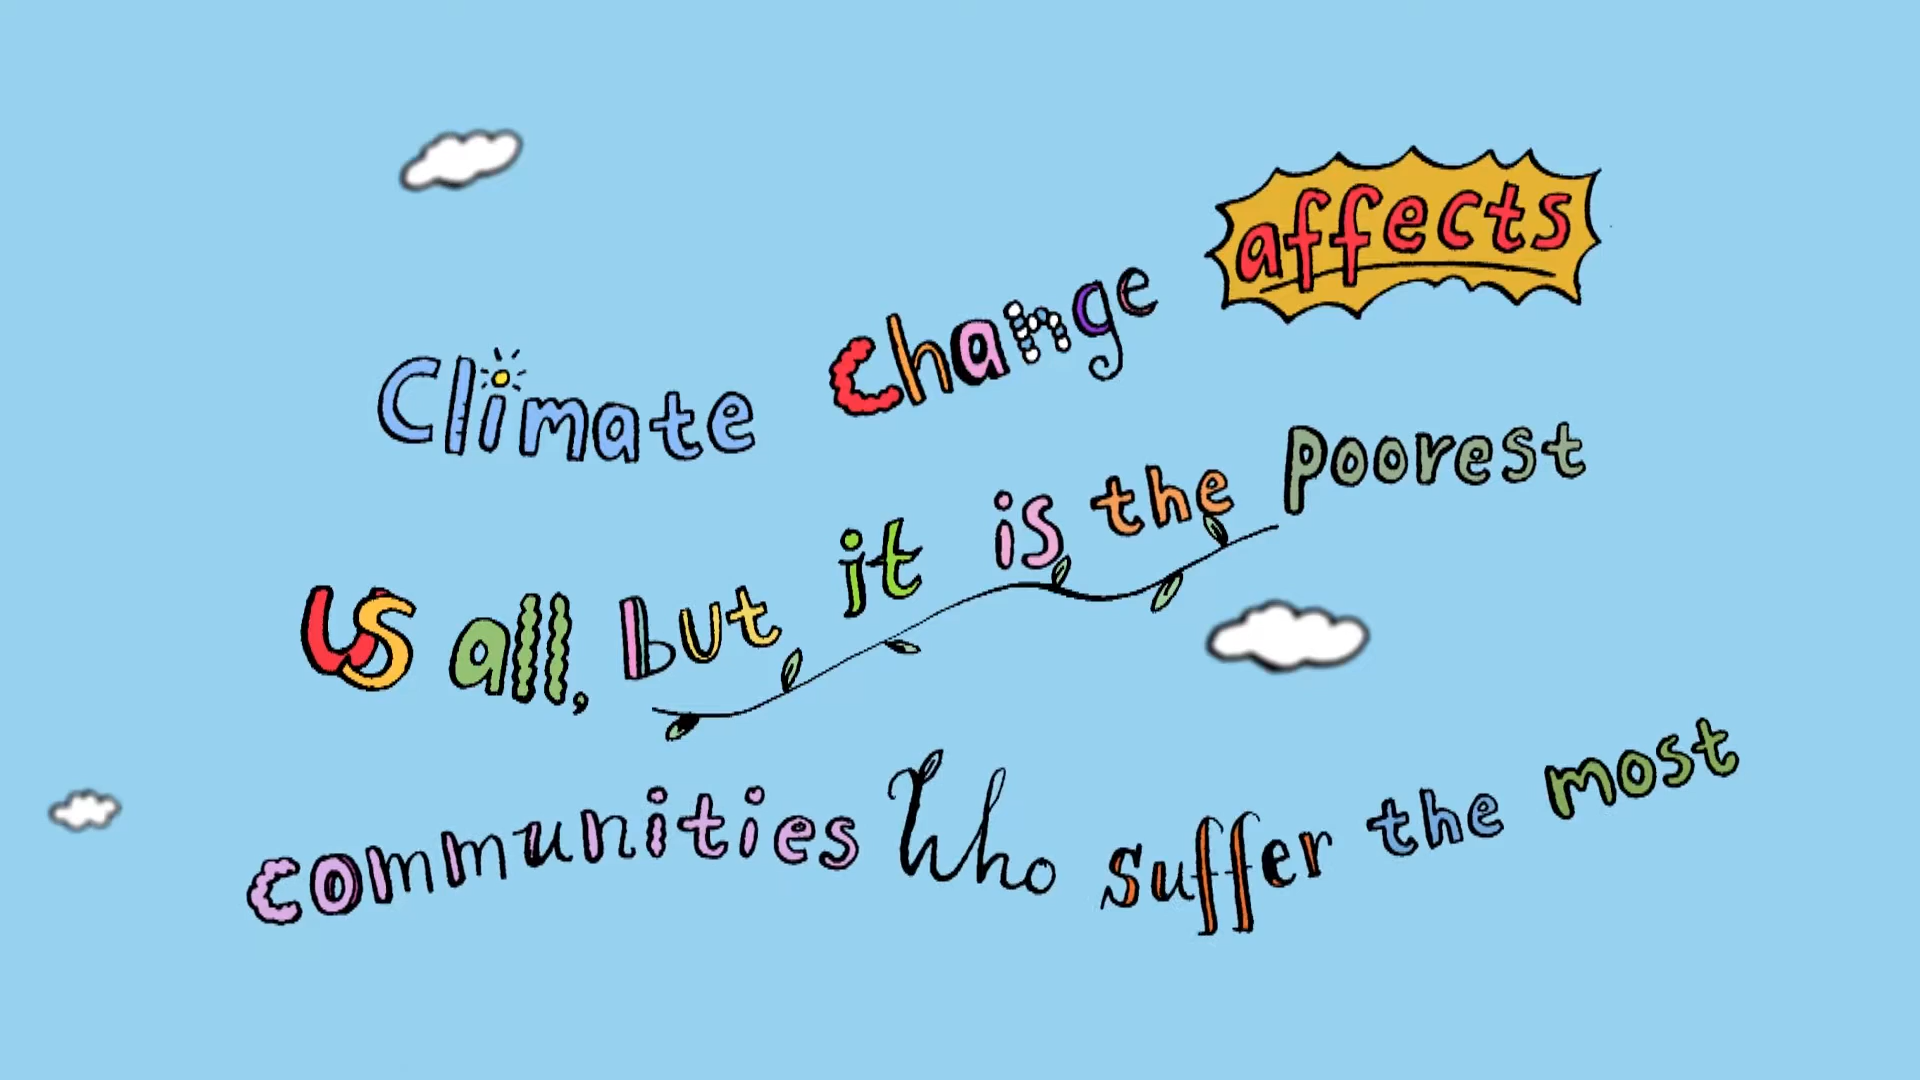 Climate Change affects
us all, but it is the poorest
communities Who suffer the most